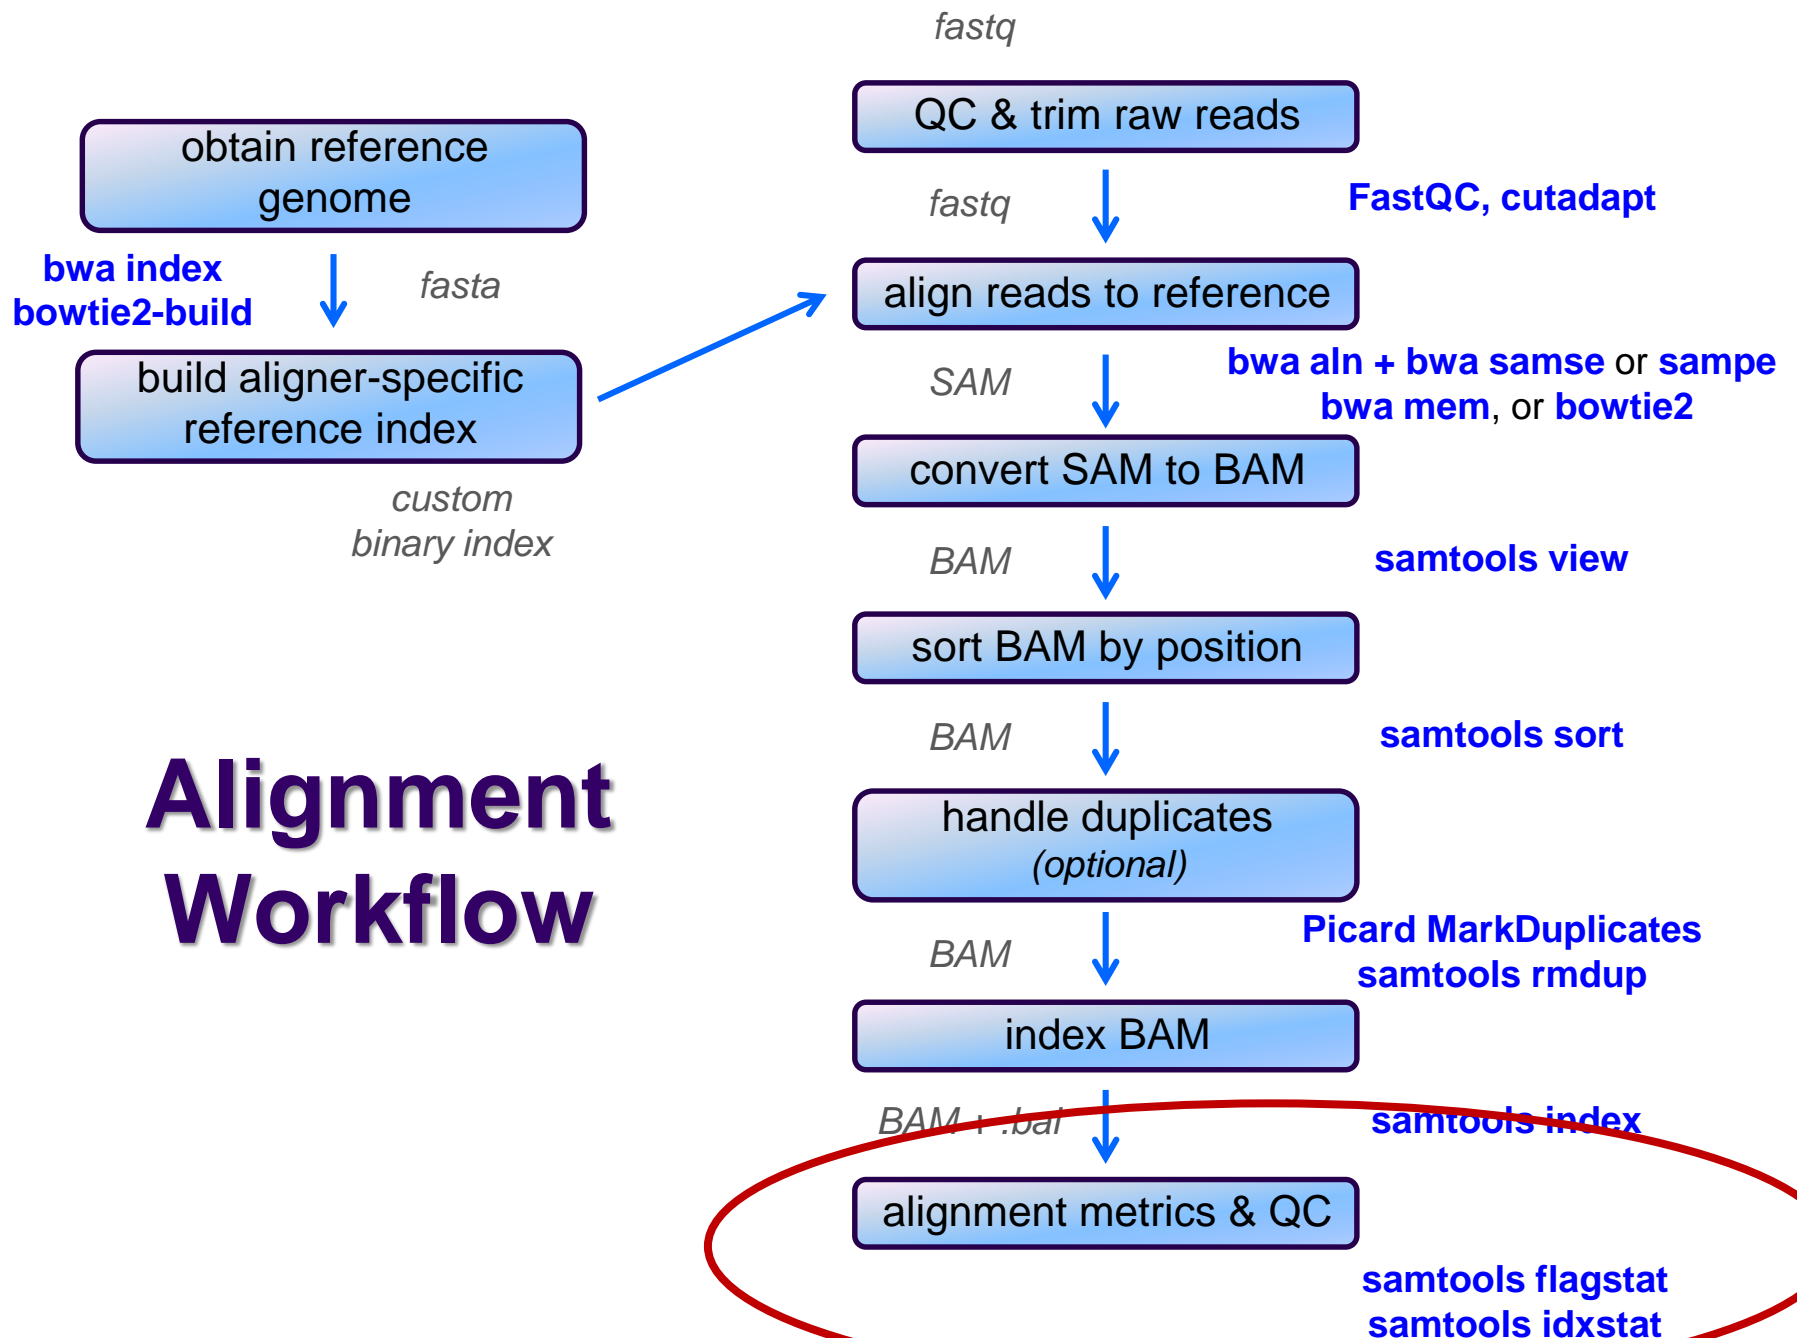 fastq
QC & trim raw reads
fastq
FastQC, cutadapt
obtain reference
genome
bwa index
bowtie2-build
fasta
build aligner-specific
reference index
custom
binary index
align reads to reference
SAM
bwa aln + bwa samse or sampe
bwa mem, or bowtie2
convert SAM to BAM
BAM
samtools view
sort BAM by position
BAM
samtools sort
Alignment
Workflow
handle duplicates
(optional)
BAM
Picard MarkDuplicates
samtools rmdup
index BAM
BAM + .bai
samtools index
alignment metrics & QC
samtools flagstat
samtools idxstat